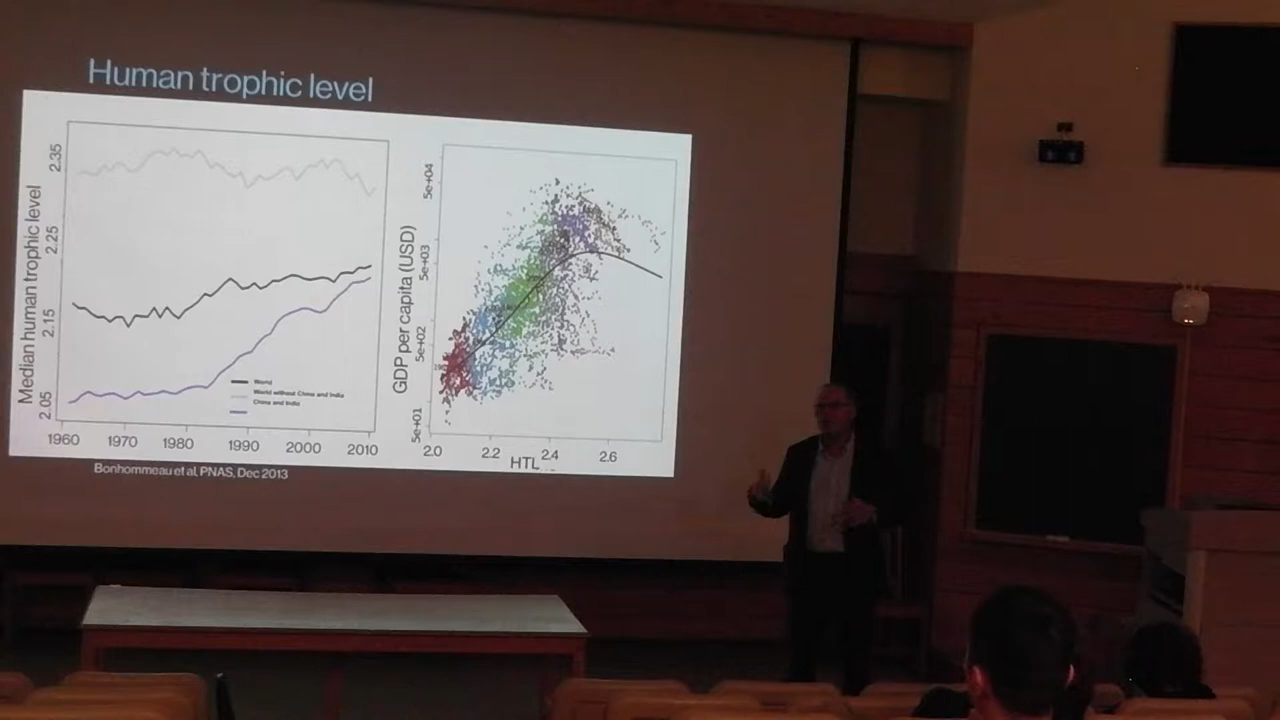 Human trophic level
Median human trophic level
2.35
2.25
2.15
2.05
1960 1970 1980 1990 2000 2010
World
World without China and India
China and India
GDP per capita (USD)
5e+04
5e+03
5e+02
5e+01
2.0 2.2 2.4 2.6
HTL
Bonhommeau et al, PNAS, Dec 2013